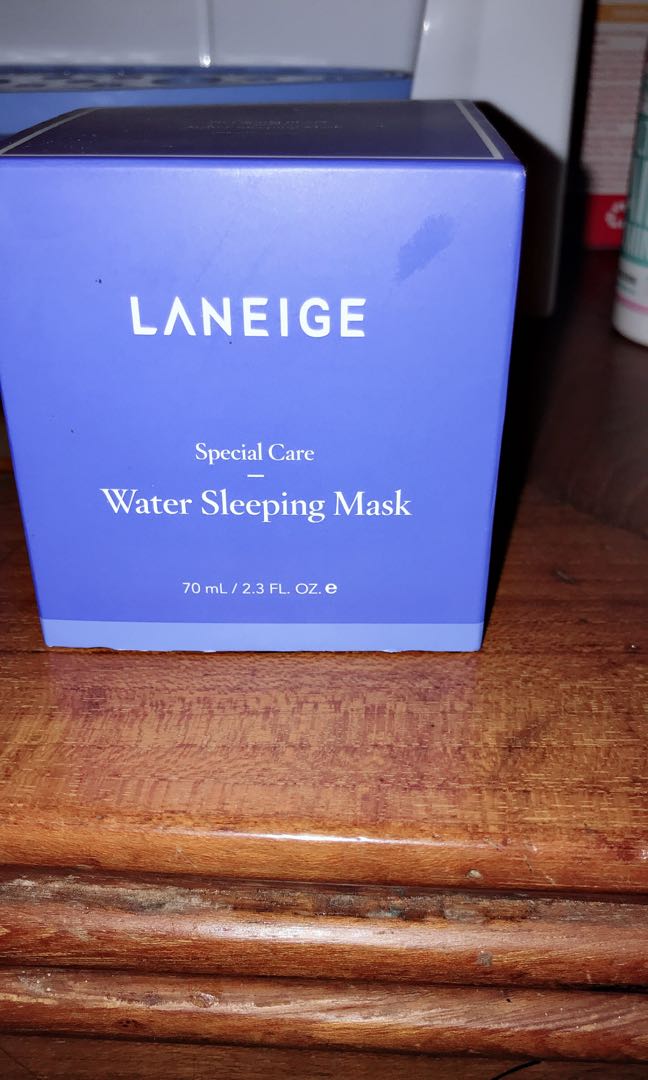 LANEIGE
Special Care
Water Sleeping Mask
70 mL / 2.3 FL. OZ. e